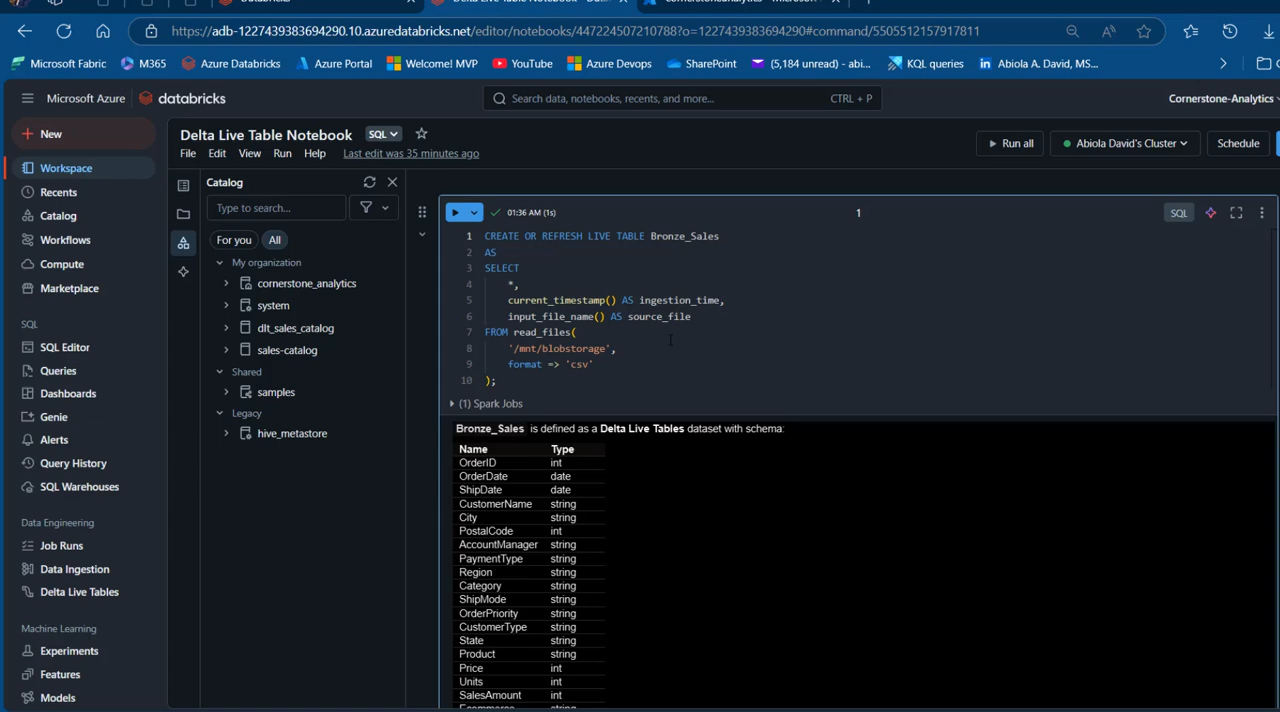 Delta Live Table Notebook
https://adb-1227439383694290.10.azuredatabricks.net/editor/notebooks/447224507210788?o=1227439383694290#command/5505512157917811
Microsoft Fabric
M365
Azure Databricks
Azure Portal
Welcome! MVP
YouTube
Azure Devops
SharePoint
(5,184 unread) - abi...
KQL queries
Abiola A. David, MS...
Microsoft Azure
databricks
Search data, notebooks, recents, and more...
CTRL + P
Cornerstone-Analytics
New
Workspace
Recents
Catalog
Workflows
Compute
Marketplace
SQL
SQL Editor
Queries
Dashboards
Genie
Alerts
Query History
SQL Warehouses
Data Engineering
Job Runs
Data Ingestion
Delta Live Tables
Machine Learning
Experiments
Features
Models
Delta Live Table Notebook
SQL
File
Edit
View
Run
Help
Last edit was 35 minutes ago
Run all
Abiola David's Cluster
Schedule
Catalog
Type to search...
For you
All
My organization
cornerstone_analytics
system
dlt_sales_catalog
sales-catalog
Shared
samples
Legacy
hive_metastore
01:36 AM (1s)
1
SQL
1 CREATE OR REFRESH LIVE TABLE Bronze_Sales
2 AS
3 SELECT
4 *,
5 current_timestamp() AS ingestion_time,
6 input_file_name() AS source_file
7 FROM read_files(
8 '/mnt/blobstorage',
9 format => 'csv'
10 );
(1) Spark Jobs
Bronze_Sales is defined as a Delta Live Tables dataset with schema:
Name Type
OrderID int
OrderDate date
ShipDate date
CustomerName string
City string
PostalCode int
AccountManager string
PaymentType string
Region string
Category string
ShipMode string
OrderPriority string
CustomerType string
State string
Product string
Price int
Units int
SalesAmount int